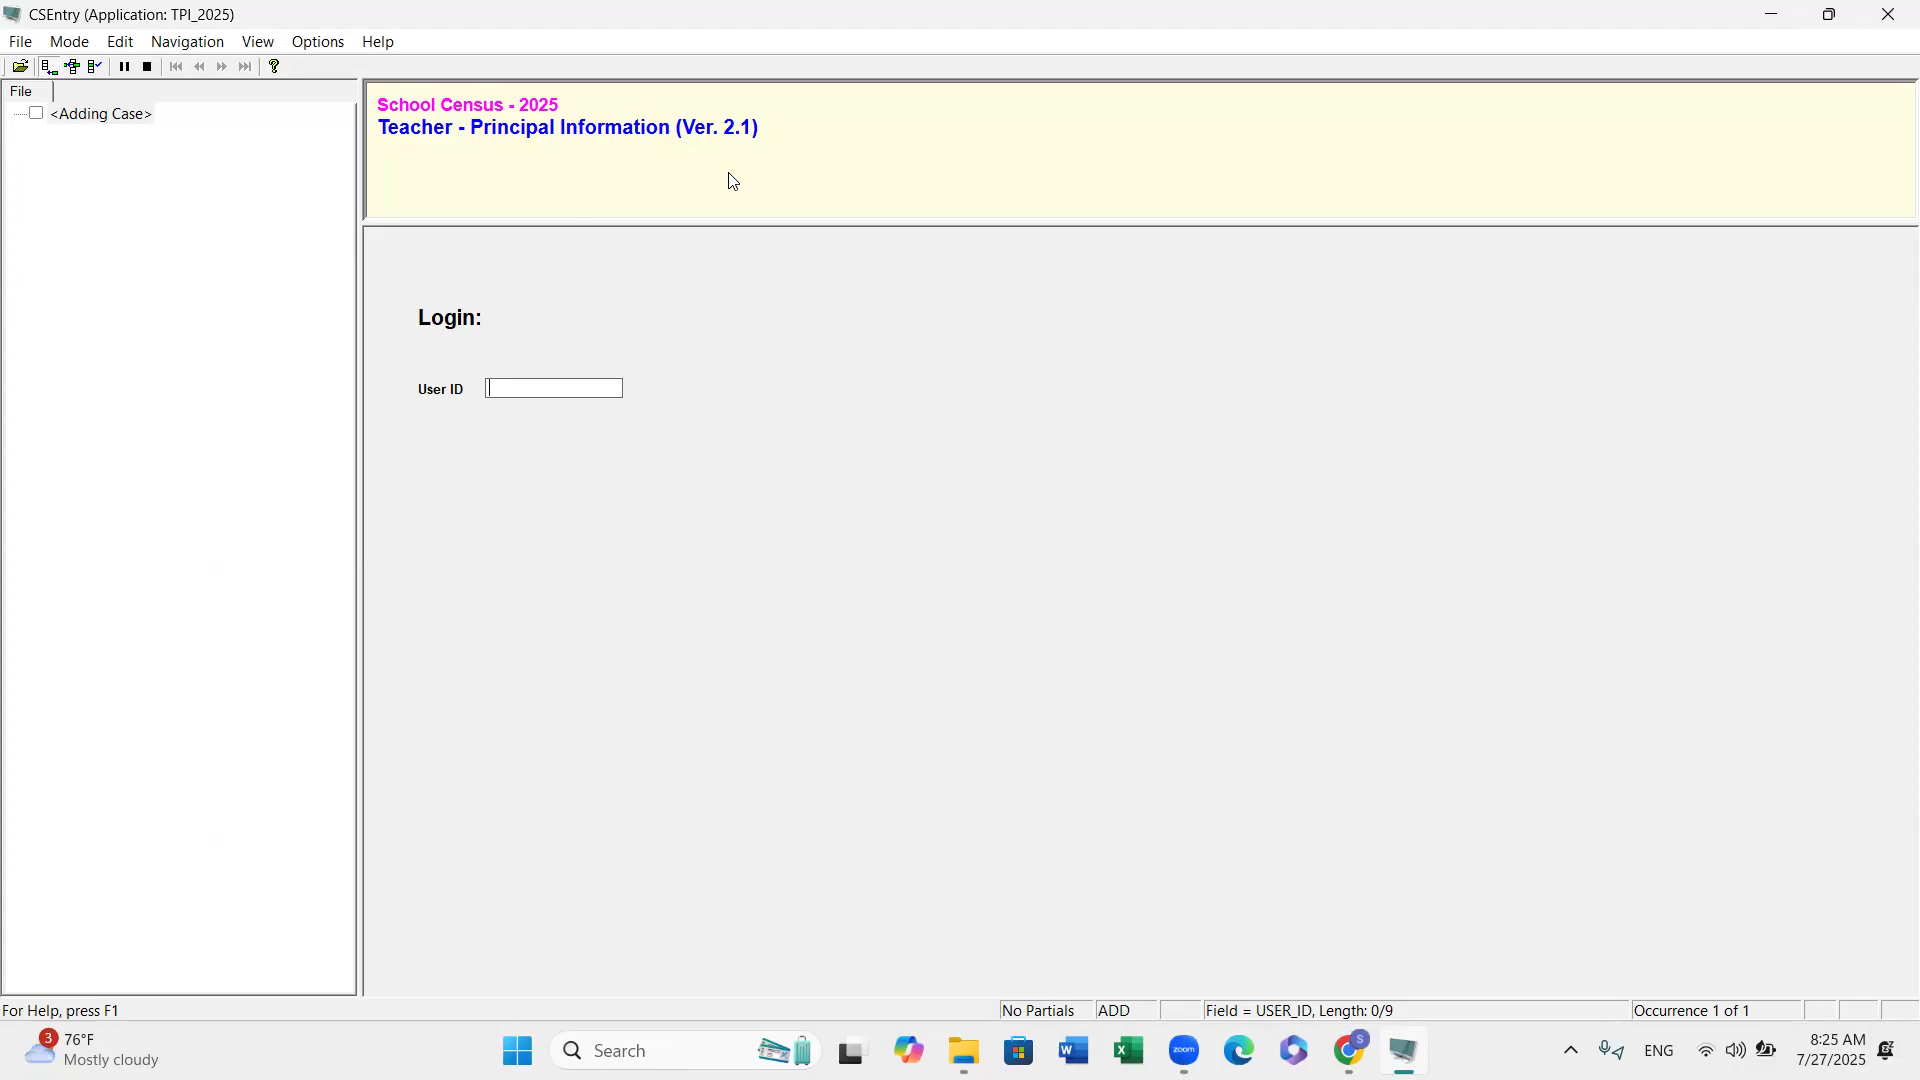 CSEntry (Application: TPI_2025)
File Mode Edit Navigation View Options Help
File
<Adding Case>
School Census - 2025
Teacher - Principal Information (Ver. 2.1)
Login:
User ID
For Help, press F1
No Partials ADD Field = USER_ID, Length: 0/9 Occurrence 1 of 1
3
76°F
Mostly cloudy
Search
zoom
S
ENG
8:25 AM
7/27/2025